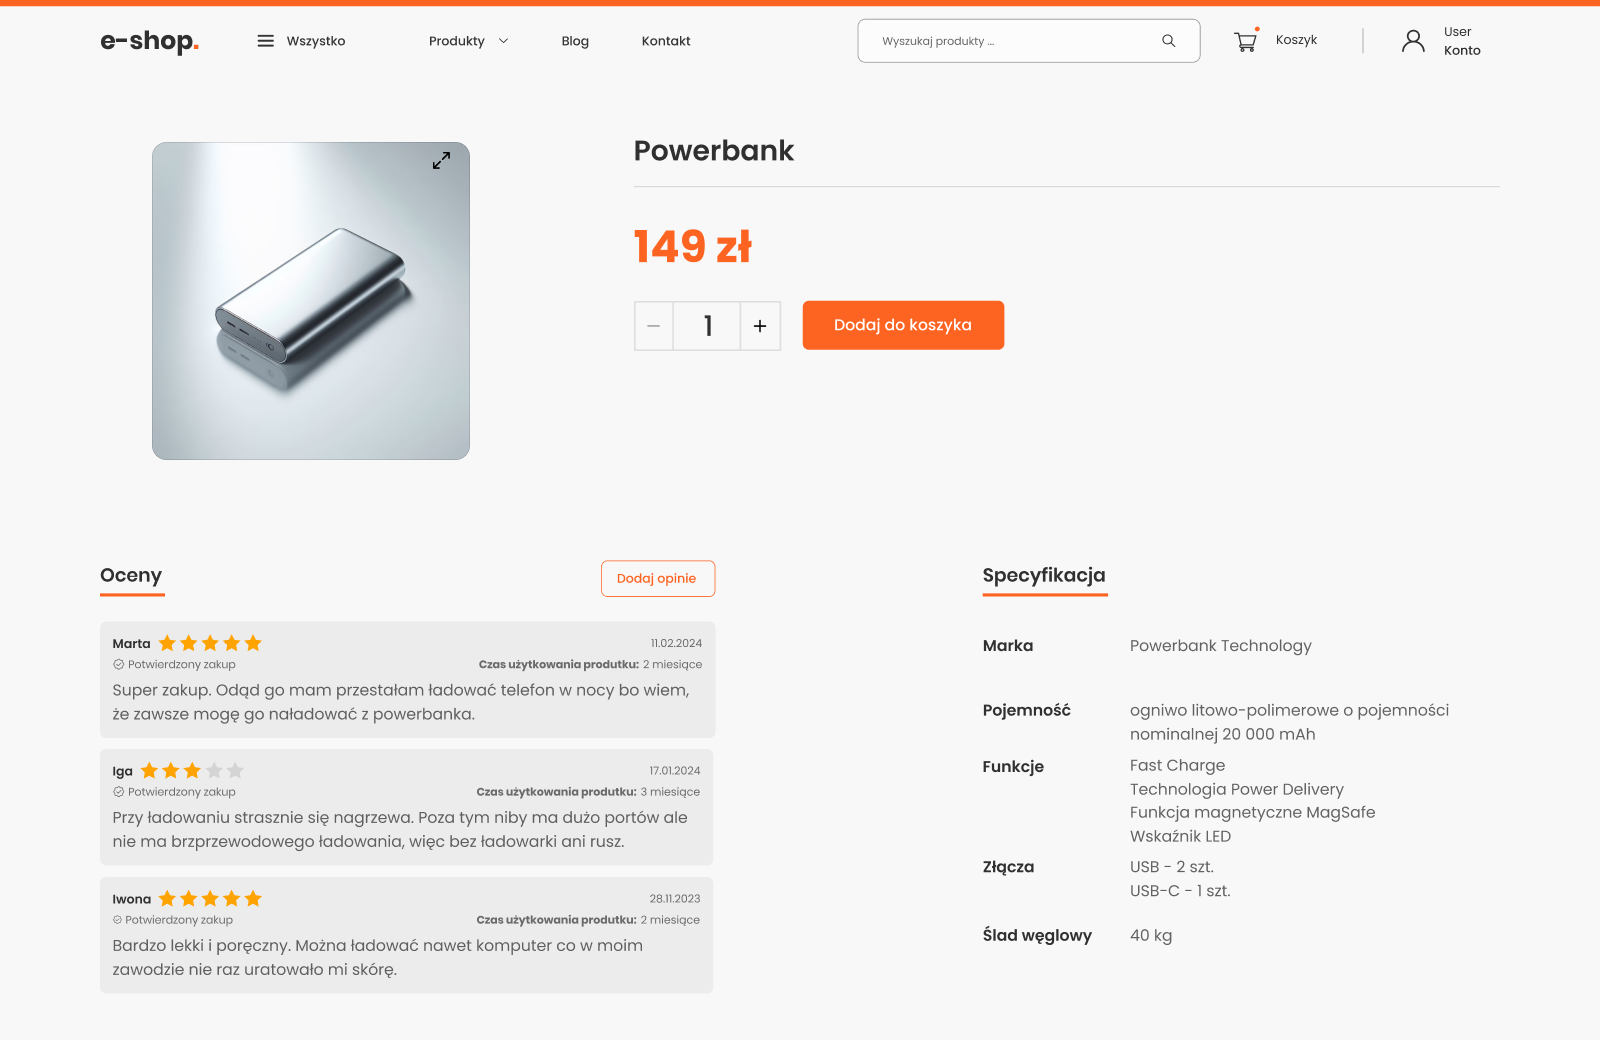 e-shop.
Wszystko
Produkty
Blog
Kontakt
Wyszukaj produkty ...
Koszyk
User
Konto
Powerbank
149 zł
1
Dodaj do koszyka
Oceny
Dodaj opinie
Marta
11.02.2024
Potwierdzony zakup
Czas użytkowania produtku: 2 miesiące
Super zakup. Odąd go mam przestałam ładować telefon w nocy bo wiem,
że zawsze mogę go naładować z powerbanka.
Iga
17.01.2024
Potwierdzony zakup
Czas użytkowania produtku: 3 miesiące
Przy ładowaniu strasznie się nagrzewa. Poza tym niby ma dużo portów ale
nie ma brzprzewodowego ładowania, więc bez ładowarki ani rusz.
Iwona
28.11.2023
Potwierdzony zakup
Czas użytkowania produtku: 2 miesiące
Bardzo lekki i poręczny. Można ładować nawet komputer co w moim
zawodzie nie raz uratowało mi skórę.
Specyfikacja
Marka
Powerbank Technology
Pojemność
ogniwo litowo-polimerowe o pojemności
nominalnej 20 000 mAh
Funkcje
Fast Charge
Technologia Power Delivery
Funkcja magnetyczne MagSafe
Wskaźnik LED
Złącza
USB - 2 szt.
USB-C - 1 szt.
Ślad węglowy
40 kg